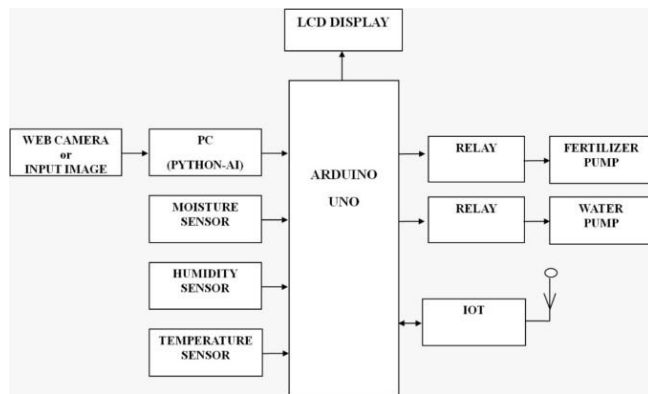 LCD DISPLAY
WEB CAMERA
or
INPUT IMAGE
PC
(PYTHON-AI)
MOISTURE
SENSOR
HUMIDITY
SENSOR
TEMPERATURE
SENSOR
ARDUINO
UNO
RELAY
FERTILIZER
PUMP
RELAY
WATER
PUMP
IOT